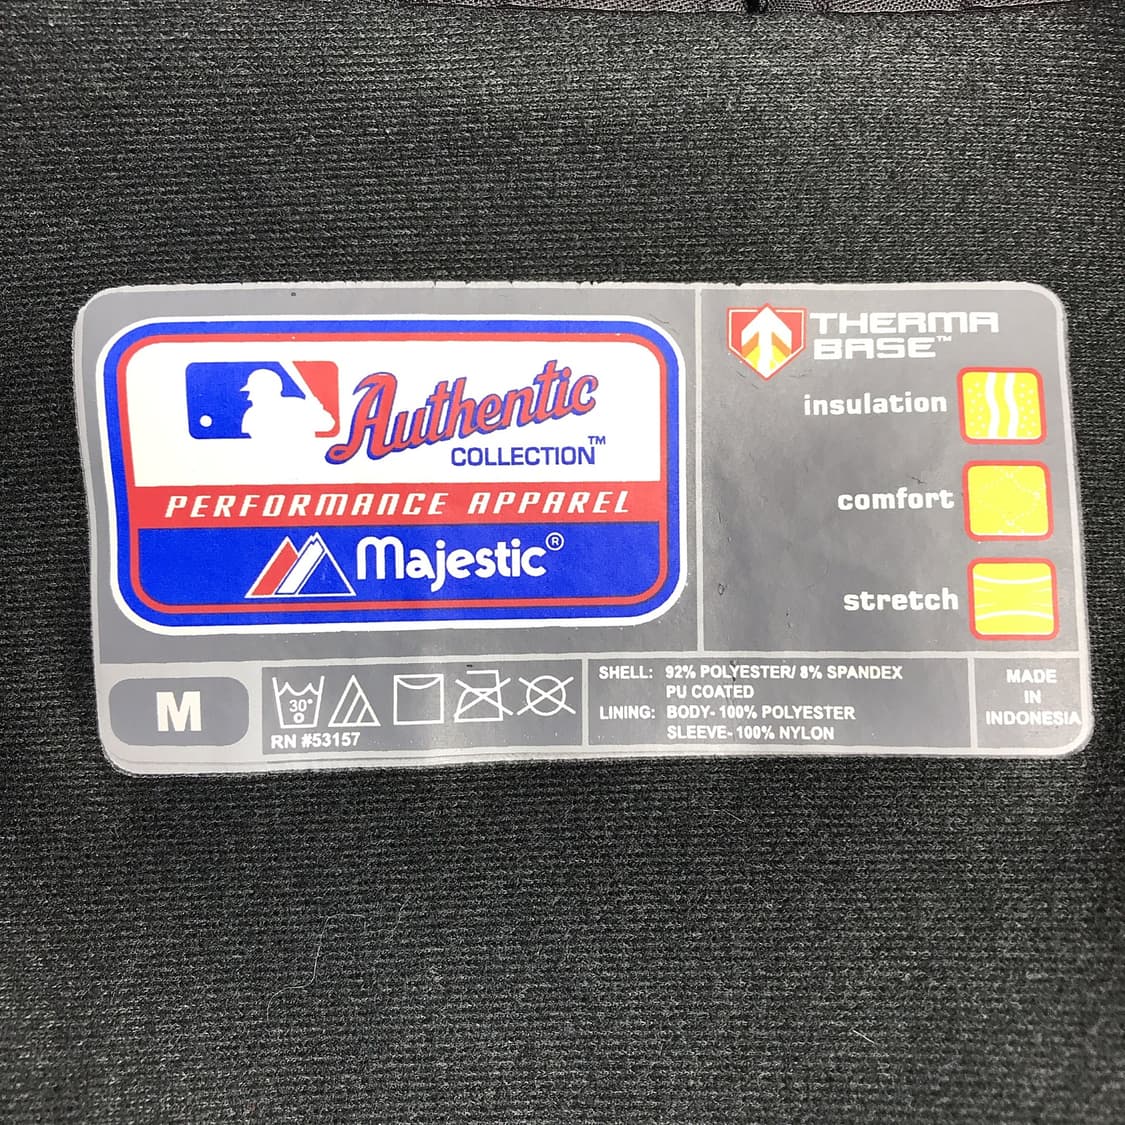 Authentic
COLLECTION™
PERFORMANCE APPAREL
Majestic®
THERMA
BASE™
insulation
comfort
stretch
M
30°
RN #53157
SHELL: 92% POLYESTER/ 8% SPANDEX
PU COATED
LINING: BODY- 100% POLYESTER
SLEEVE- 100% NYLON
MADE
IN
INDONESIA